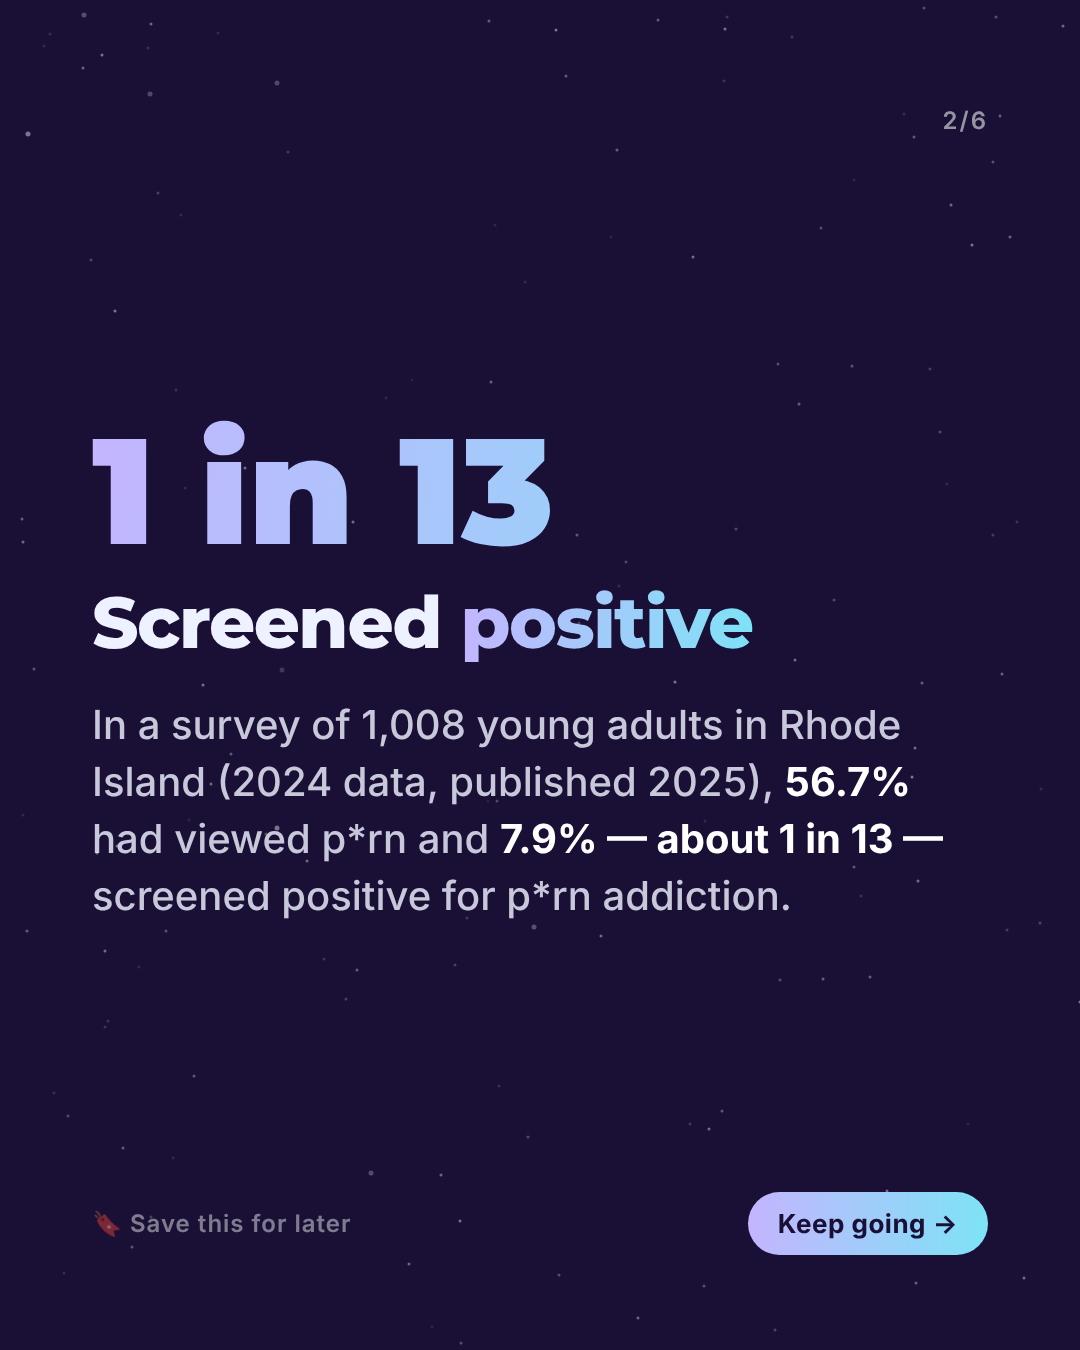 2/6
1 in 13
Screened positive
In a survey of 1,008 young adults in Rhode
Island (2024 data, published 2025), 56.7%
had viewed p*rn and 7.9% — about 1 in 13 —
screened positive for p*rn addiction.
🔖 Save this for later
Keep going →